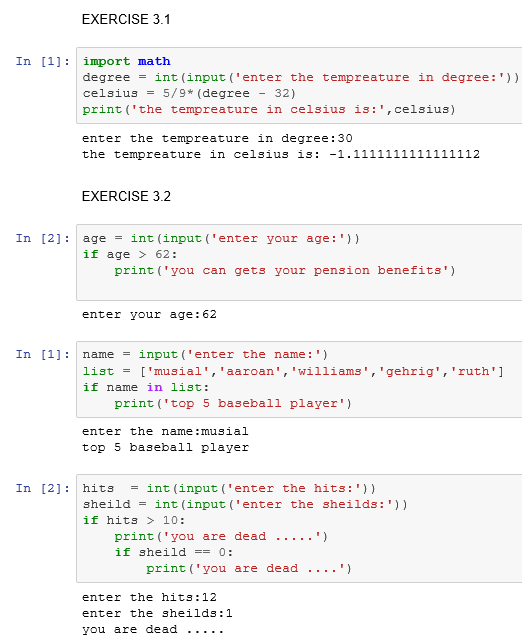 EXERCISE 3.1
In [1]: import math
degree = int(input('enter the tempreature in degree:'))
celsius = 5/9*(degree - 32)
print('the tempreature in celsius is:',celsius)
enter the tempreature in degree:30
the tempreature in celsius is: -1.1111111111111112
EXERCISE 3.2
In [2]: age = int(input('enter your age:'))
if age > 62:
    print('you can gets your pension benefits')
enter your age:62
In [1]: name = input('enter the name:')
list = ['musial','aaroan','williams','gehrig','ruth']
if name in list:
    print('top 5 baseball player')
enter the name:musial
top 5 baseball player
In [2]: hits  = int(input('enter the hits:'))
sheild = int(input('enter the sheilds:'))
if hits > 10:
    print('you are dead .....')
    if sheild == 0:
        print('you are dead ....')
enter the hits:12
enter the sheilds:1
you are dead .....